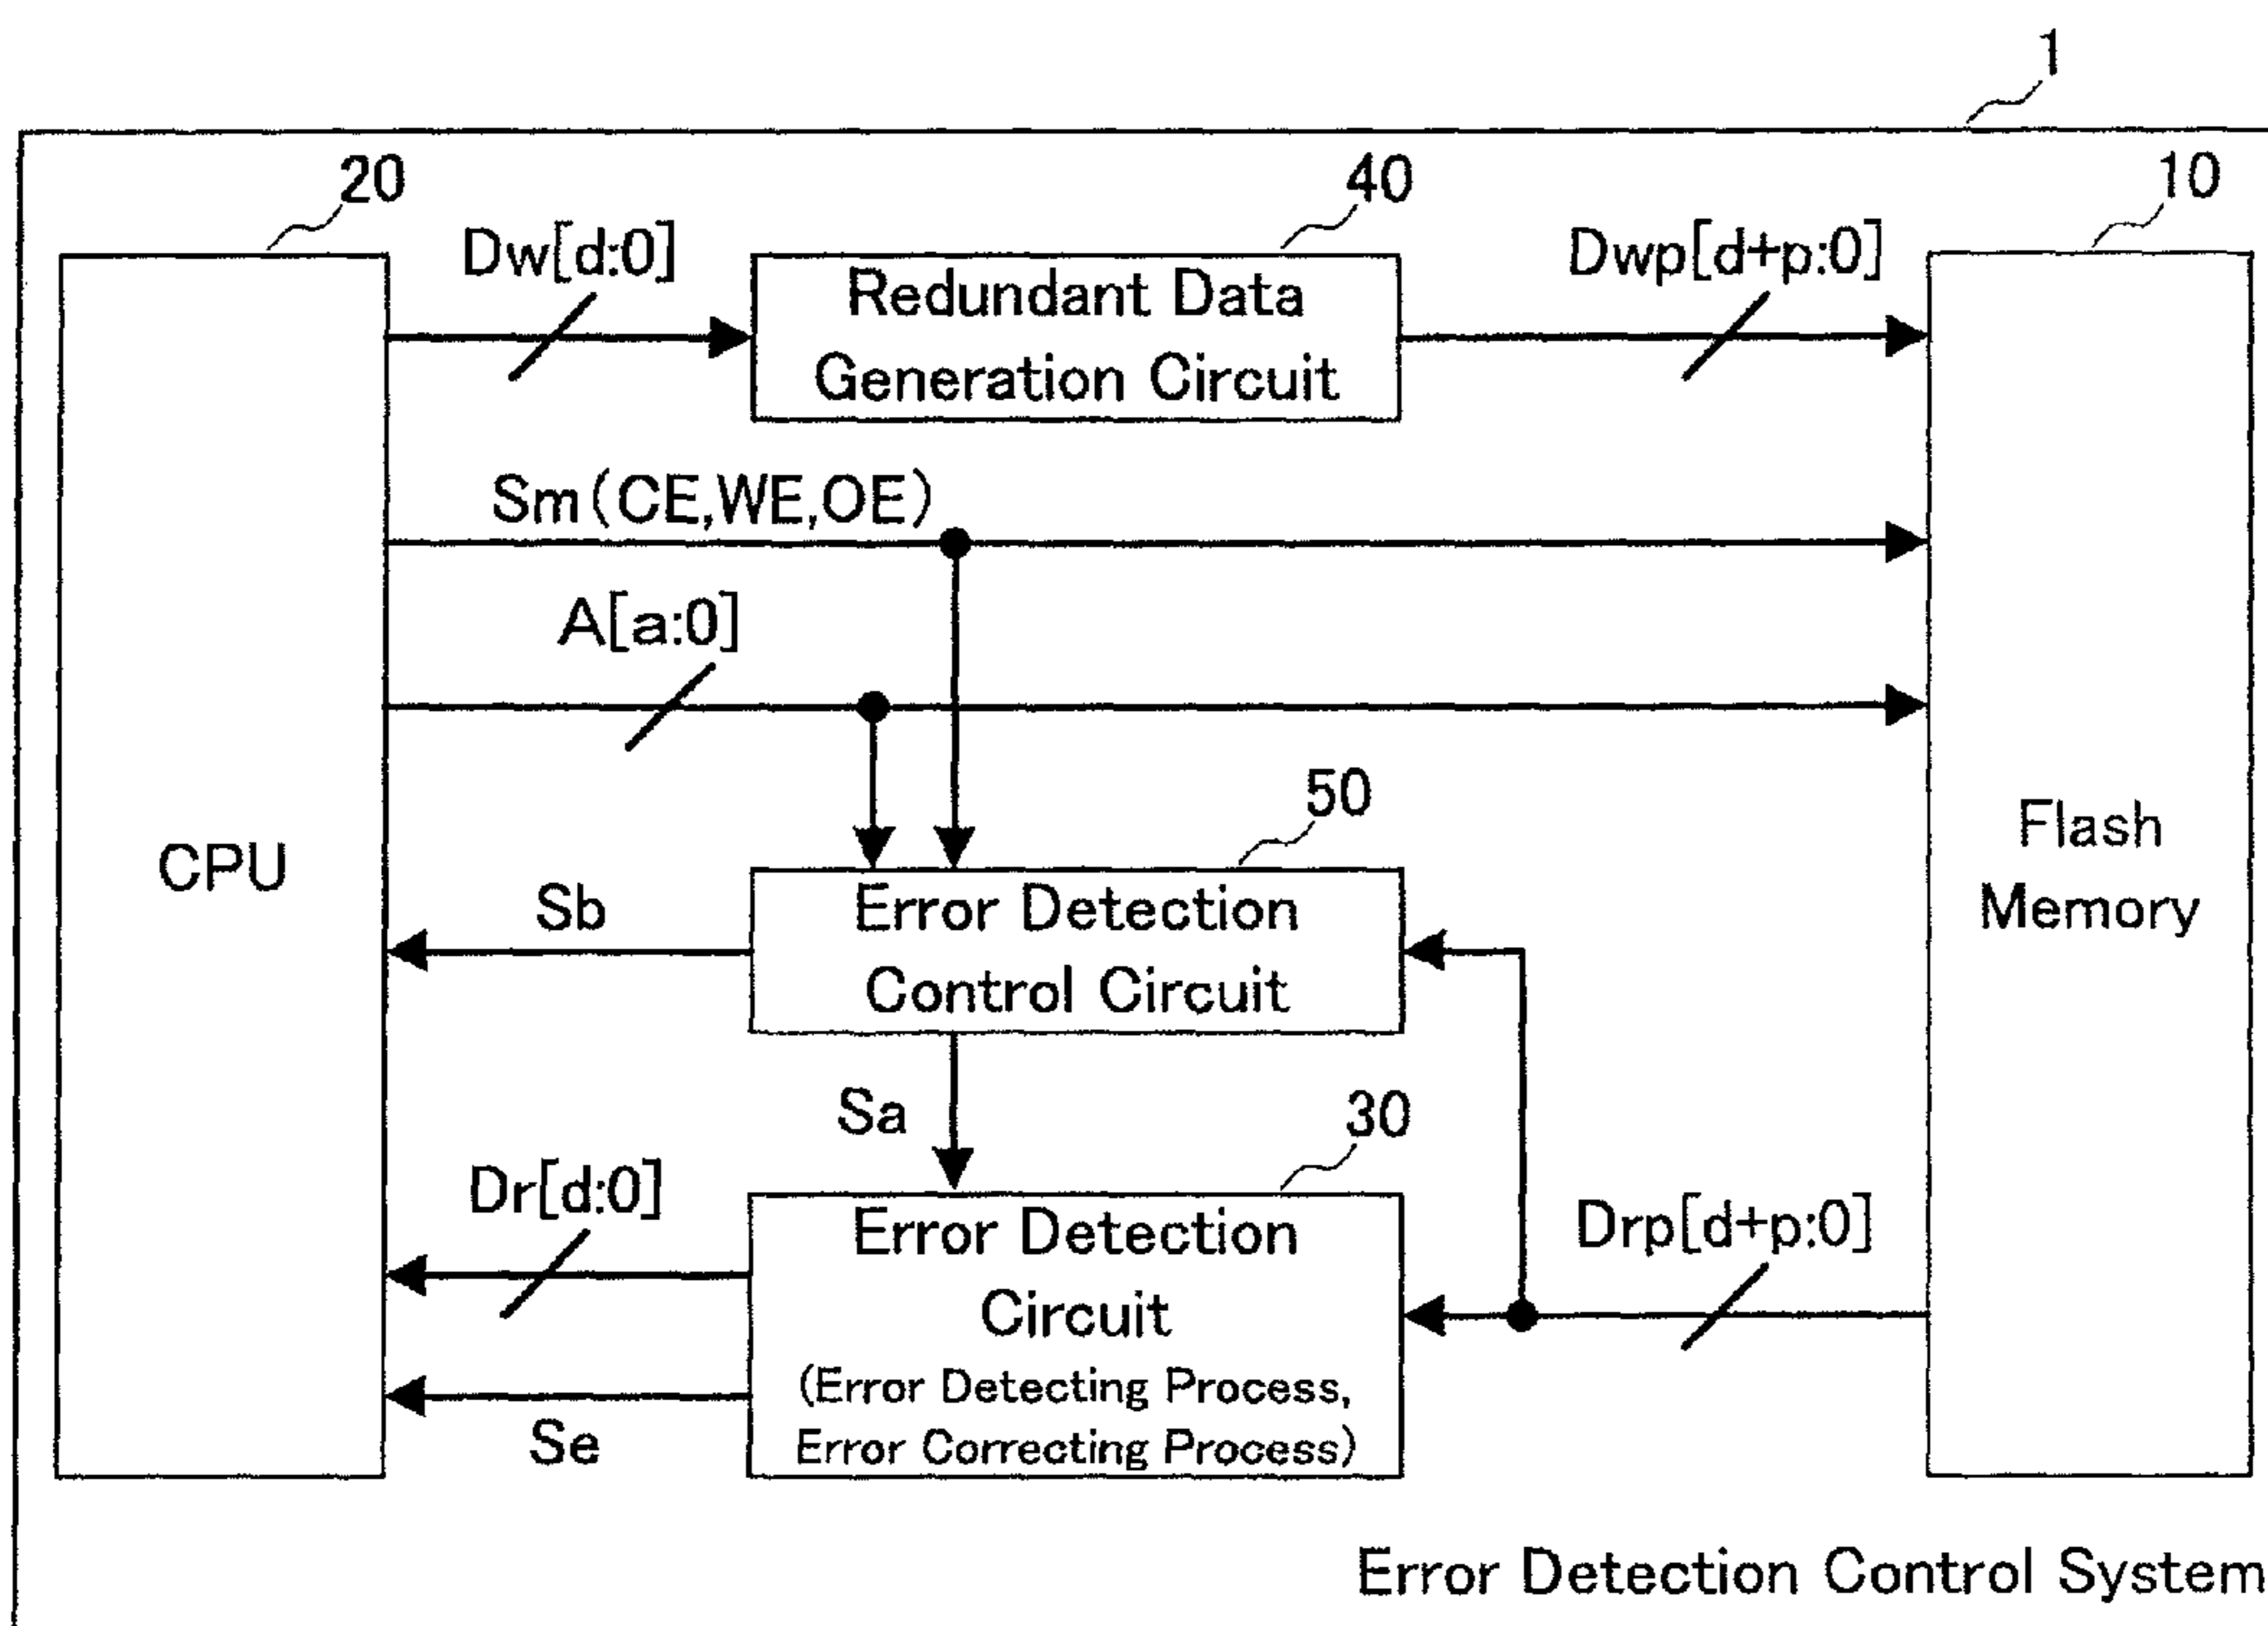 1
20
40
10
Dw[d:0]
Dwp[d+p:0]
Redundant Data
Generation Circuit
Sm(CE,WE,OE)
A[a:0]
50
CPU
Flash
Memory
Sb
Error Detection
Control Circuit
Sa
30
Dr[d:0]
Drp[d+p:0]
Error Detection
Circuit
(Error Detecting Process,
Error Correcting Process)
Se
Error Detection Control System